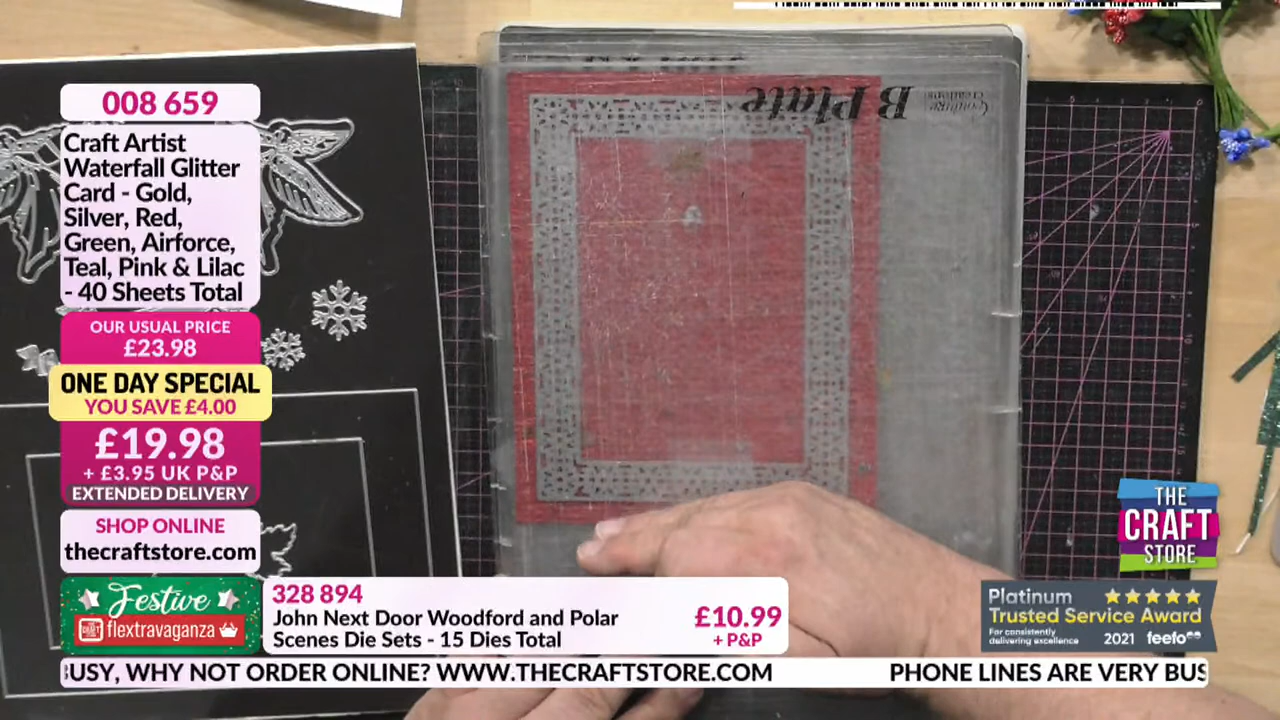 008 659
Craft Artist
Waterfall Glitter
Card - Gold,
Silver, Red,
Green, Airforce,
Teal, Pink & Lilac
- 40 Sheets Total
OUR USUAL PRICE
£23.98
ONE DAY SPECIAL
YOU SAVE £4.00
£19.98
+ £3.95 UK P&P
EXTENDED DELIVERY
SHOP ONLINE
thecraftstore.com
B Plate
Couture
creations
THE
CRAFT
STORE
Festive
flextravaganza
328 894
John Next Door Woodford and Polar
Scenes Die Sets - 15 Dies Total
£10.99
+ P&P
Platinum
Trusted Service Award
For consistently
delivering excellence
2021 feefo
USY, WHY NOT ORDER ONLINE? WWW.THECRAFTSTORE.COM PHONE LINES ARE VERY BUS